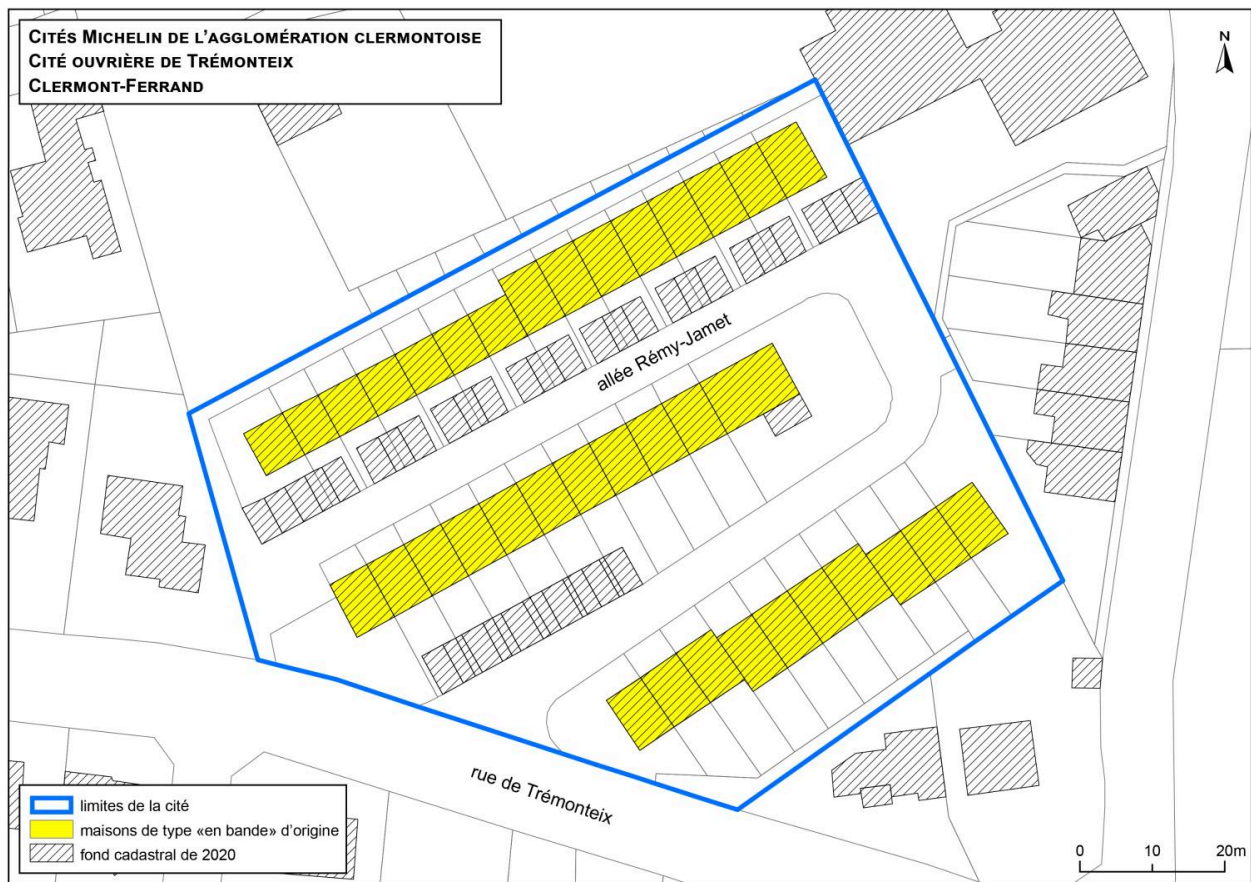 CITÉS MICHELIN DE L'AGGLOMÉRATION CLERMONTOISE
CITÉ OUVRIÈRE DE TRÉMONTEIX
CLERMONT-FERRAND
N
allée Rémy-Jamet
rue de Trémonteix
limites de la cité
maisons de type «en bande» d'origine
fond cadastral de 2020
0 10 20m